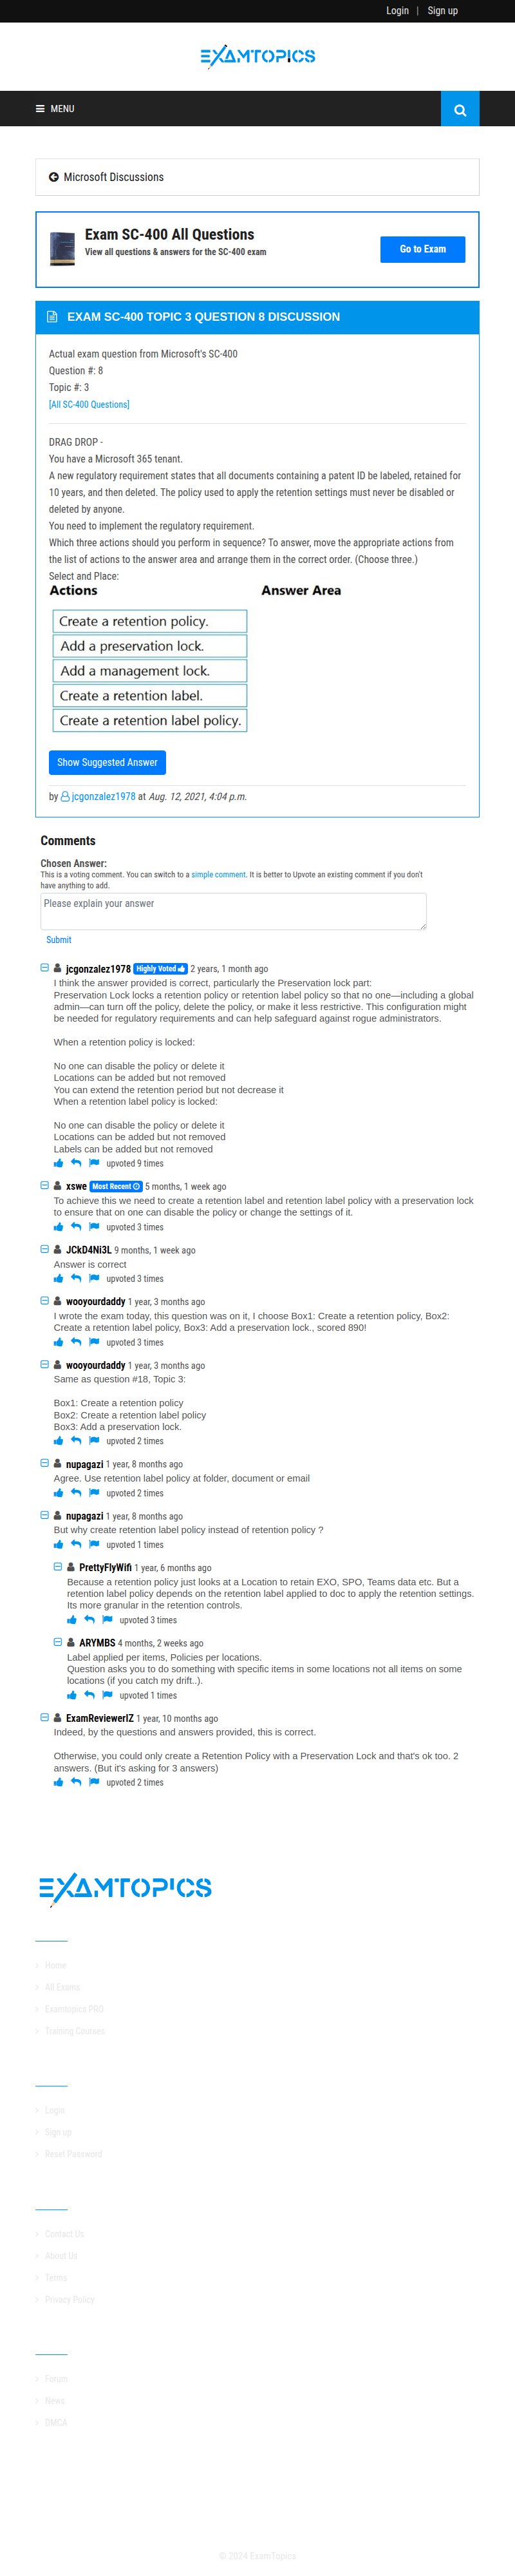 Login | Sign up
EXAMTOPICS
MENU
Microsoft Discussions
Exam SC-400 All Questions
View all questions & answers for the SC-400 exam
Go to Exam
EXAM SC-400 TOPIC 3 QUESTION 8 DISCUSSION
Actual exam question from Microsoft's SC-400
Question #: 8
Topic #: 3
[All SC-400 Questions]
DRAG DROP -
You have a Microsoft 365 tenant.
A new regulatory requirement states that all documents containing a patent ID be labeled, retained for
10 years, and then deleted. The policy used to apply the retention settings must never be disabled or
deleted by anyone.
You need to implement the regulatory requirement.
Which three actions should you perform in sequence? To answer, move the appropriate actions from
the list of actions to the answer area and arrange them in the correct order. (Choose three.)
Select and Place:
Actions
Answer Area
Create a retention policy.
Add a preservation lock.
Add a management lock.
Create a retention label.
Create a retention label policy.
Show Suggested Answer
by jcgonzalez1978 at Aug. 12, 2021, 4:04 p.m.
Comments
Chosen Answer:
This is a voting comment. You can switch to a simple comment. It is better to Upvote an existing comment if you don't
have anything to add.
Please explain your answer
Submit
jcgonzalez1978 Highly Voted 2 years, 1 month ago
I think the answer provided is correct, particularly the Preservation lock part:
Preservation Lock locks a retention policy or retention label policy so that no one—including a global
admin—can turn off the policy, delete the policy, or make it less restrictive. This configuration might
be needed for regulatory requirements and can help safeguard against rogue administrators.
When a retention policy is locked:
No one can disable the policy or delete it
Locations can be added but not removed
You can extend the retention period but not decrease it
When a retention label policy is locked:
No one can disable the policy or delete it
Locations can be added but not removed
Labels can be added but not removed
upvoted 9 times
xswe Most Recent 5 months, 1 week ago
To achieve this we need to create a retention label and retention label policy with a preservation lock
to ensure that on one can disable the policy or change the settings of it.
upvoted 3 times
JCkD4Ni3L 9 months, 1 week ago
Answer is correct
upvoted 3 times
wooyourdaddy 1 year, 3 months ago
I wrote the exam today, this question was on it, I choose Box1: Create a retention policy, Box2:
Create a retention label policy, Box3: Add a preservation lock., scored 890!
upvoted 3 times
wooyourdaddy 1 year, 3 months ago
Same as question #18, Topic 3:
Box1: Create a retention policy
Box2: Create a retention label policy
Box3: Add a preservation lock.
upvoted 2 times
nupagazi 1 year, 8 months ago
Agree. Use retention label policy at folder, document or email
upvoted 2 times
nupagazi 1 year, 8 months ago
But why create retention label policy instead of retention policy ?
upvoted 1 times
PrettyFlyWifi 1 year, 6 months ago
Because a retention policy just looks at a Location to retain EXO, SPO, Teams data etc. But a
retention label policy depends on the retention label applied to doc to apply the retention settings.
Its more granular in the retention controls.
upvoted 3 times
ARYMBS 4 months, 2 weeks ago
Label applied per items, Policies per locations.
Question asks you to do something with specific items in some locations not all items on some
locations (if you catch my drift..).
upvoted 1 times
ExamReviewerIZ 1 year, 10 months ago
Indeed, by the questions and answers provided, this is correct.
Otherwise, you could only create a Retention Policy with a Preservation Lock and that's ok too. 2
answers. (But it's asking for 3 answers)
upvoted 2 times
EXAMTOPICS
Home
All Exams
Examtopics PRO
Training Courses
Login
Sign up
Reset Password
Contact Us
About Us
Terms
Privacy Policy
Forum
News
DMCA
© 2024 ExamTopics